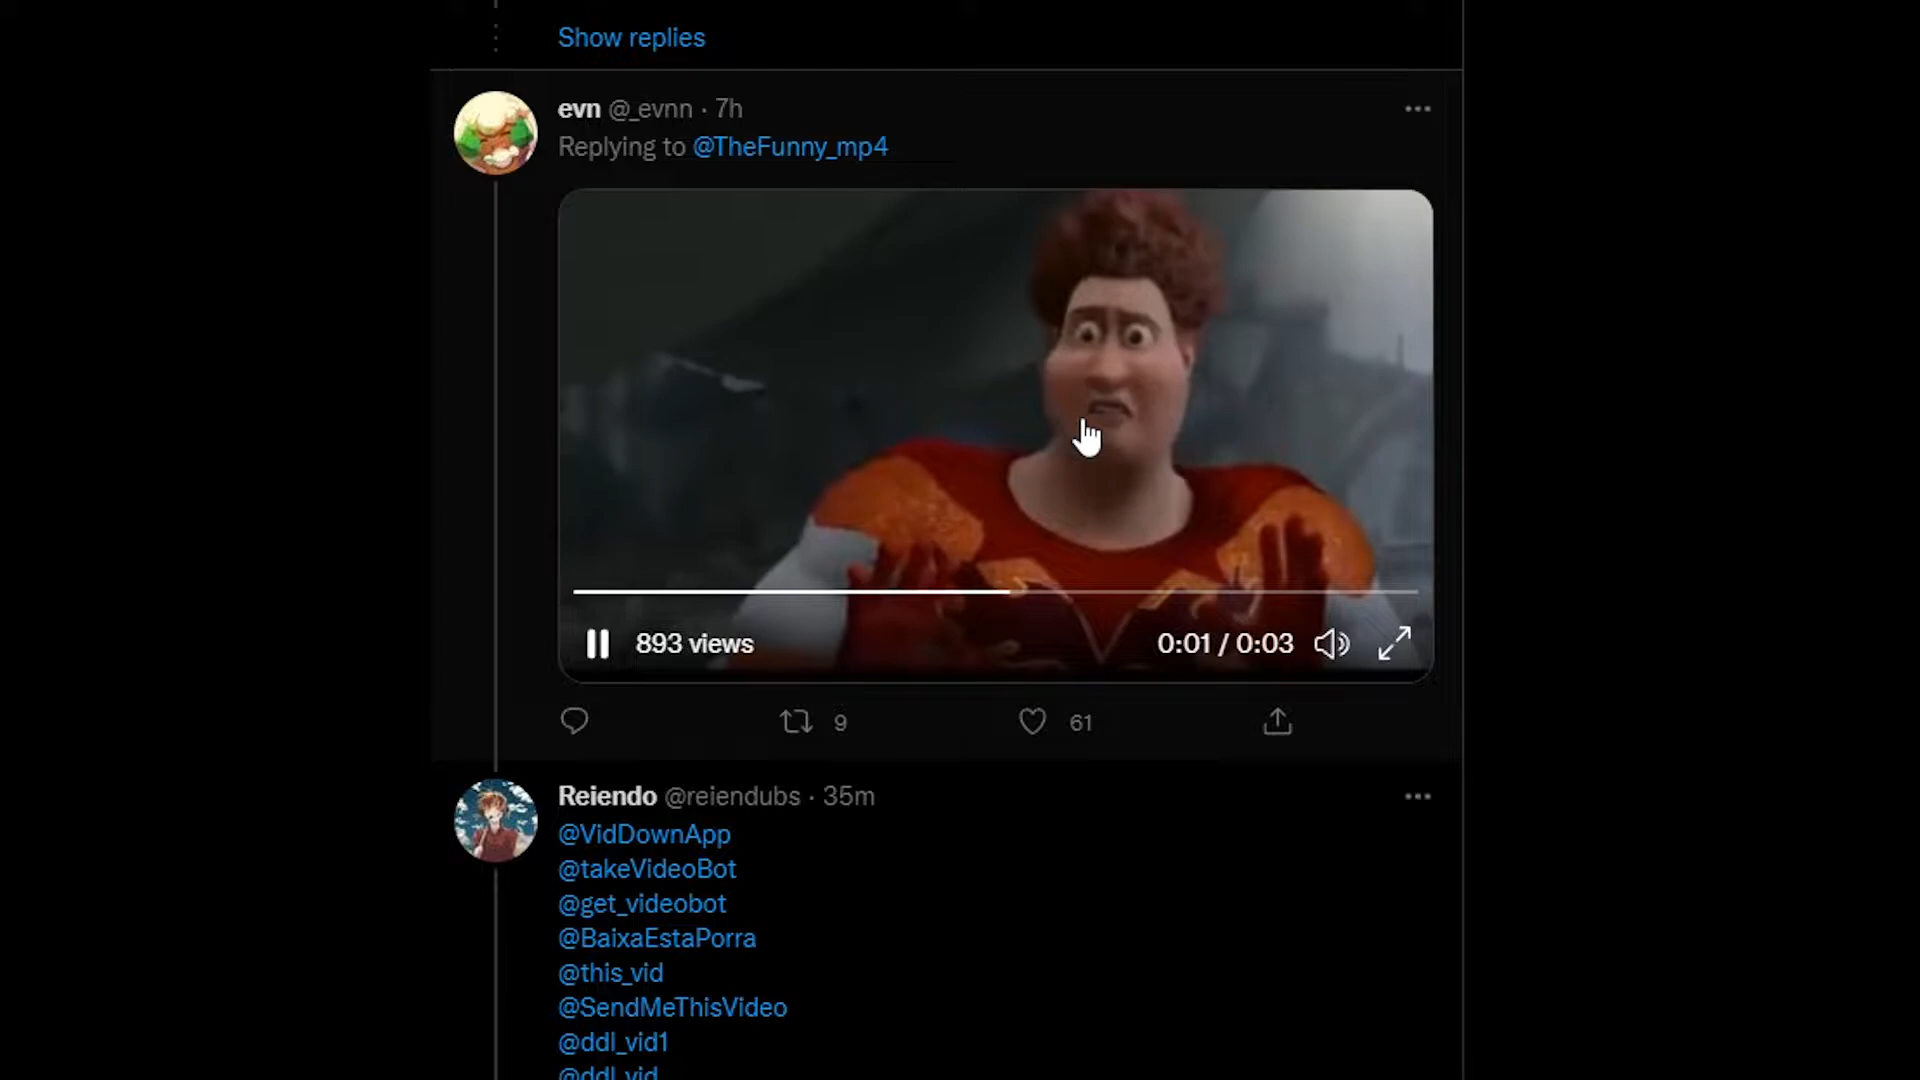 Show replies
evn @_evnn · 7h
Replying to @TheFunny_mp4
893 views
0:01 / 0:03
9
61
Reiendo @reiendubs · 35m
@VidDownApp
@takeVideoBot
@get_videobot
@BaixaEstaPorra
@this_vid
@SendMeThisVideo
@ddl_vid1
@ddl_vid